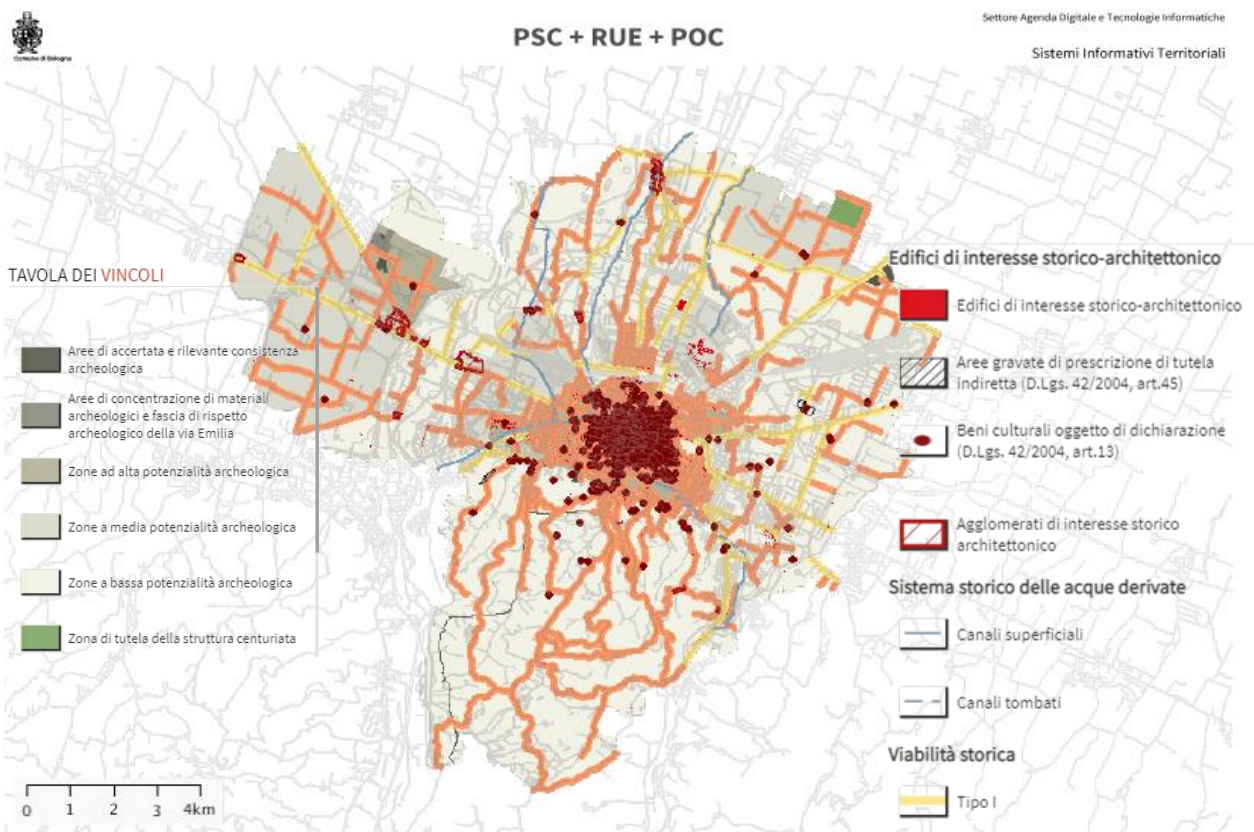 Comune di Bologna
PSC + RUE + POC
Settore Agenda Digitale e Tecnologie Informatiche
Sistemi Informativi Territoriali
TAVOLA DEI VINCOLI
Aree di accertata e rilevante consistenza
archeologica
Aree di concentrazione di materiali
archeologici e fascia di rispetto
archeologico della via Emilia
Zone ad alta potenzialità archeologica
Zone a media potenzialità archeologica
Zone a bassa potenzialità archeologica
Zona di tutela della struttura centuriata
0 1 2 3 4km
Edifici di interesse storico-architettonico
Edifici di interesse storico-architettonico
Aree gravate di prescrizione di tutela
indiretta (D.Lgs. 42/2004, art.45)
Beni culturali oggetto di dichiarazione
(D.Lgs. 42/2004, art.13)
Agglomerati di interesse storico
architettonico
Sistema storico delle acque derivate
Canali superficiali
Canali tombati
Viabilità storica
Tipo I